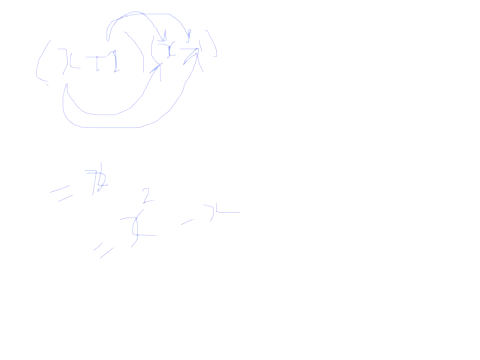 (x+1)(x-1)
=
= x² - x